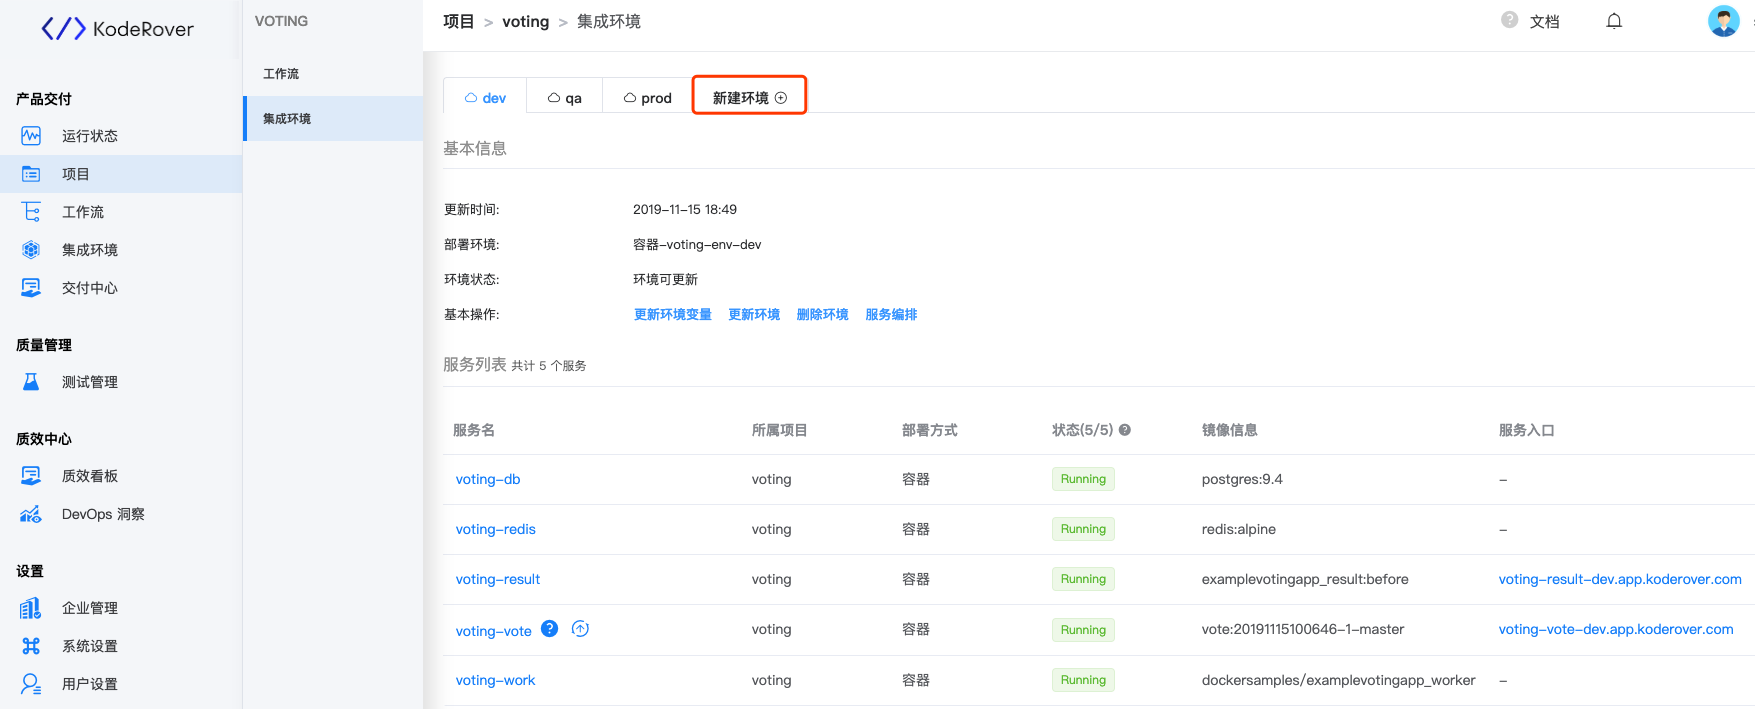 KodeRover
产品交付
运行状态
项目
工作流
集成环境
交付中心
质量管理
测试管理
质效中心
质效看板
DevOps 洞察
设置
企业管理
系统设置
用户设置
VOTING
工作流
集成环境
项目 > voting > 集成环境
? 文档
dev qa prod 新建环境
基本信息
更新时间: 2019-11-15 18:49
部署环境: 容器-voting-env-dev
环境状态: 环境可更新
基本操作: 更新环境变量 更新环境 删除环境 服务编排
服务列表 共计 5 个服务
服务名 所属项目 部署方式 状态(5/5) ? 镜像信息 服务入口
voting-db voting 容器 Running postgres:9.4 -
voting-redis voting 容器 Running redis:alpine -
voting-result voting 容器 Running examplevotingapp_result:before voting-result-dev.app.koderover.com
voting-vote ? voting 容器 Running vote:20191115100646-1-master voting-vote-dev.app.koderover.com
voting-work voting 容器 Running dockersamples/examplevotingapp_worker -